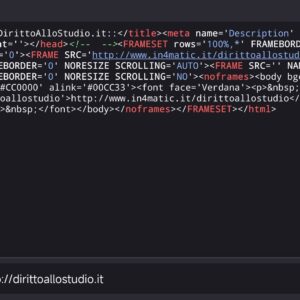 DirittoAlloStudio.it::</title><meta name='Description'
nt=''></head><!-- --><FRAMESET rows='100%,*' FRAMEBORD
='0'><FRAME SRC='http://www.in4matic.it/dirittoallostud
EBORDER='0' NORESIZE SCROLLING='AUTO'><FRAME SRC='' NA
EBORDER='0' NORESIZE SCROLLING='NO'><noframes><body bg
#CC0000' alink='#00CC33'><font face='Verdana'><p>&nbsp;
oallostudio'>http://www.in4matic.it/dirittoallostudio</
>&nbsp;</font></body></noframes></FRAMESET></html>
://dirittoallostudio.it